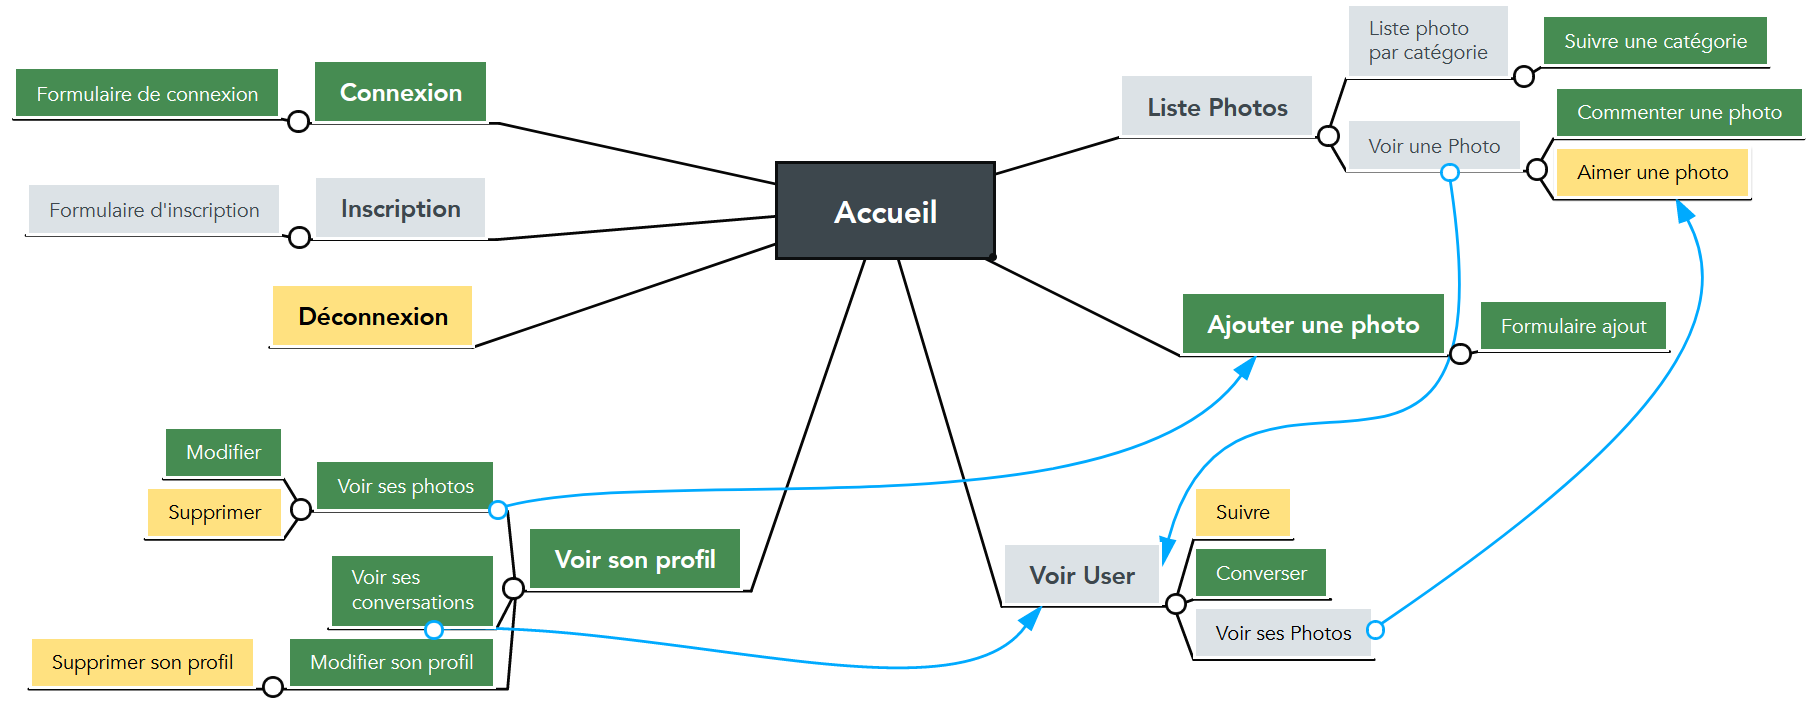 Liste photo
par catégorie
Suivre une catégorie
Formulaire de connexion
Connexion
Liste Photos
Commenter une photo
Voir une Photo
Aimer une photo
Formulaire d'inscription
Inscription
Accueil
Déconnexion
Ajouter une photo
Formulaire ajout
Modifier
Voir ses photos
Supprimer
Suivre
Voir son profil
Voir User
Converser
Voir ses
conversations
Voir ses Photos
Supprimer son profil
Modifier son profil